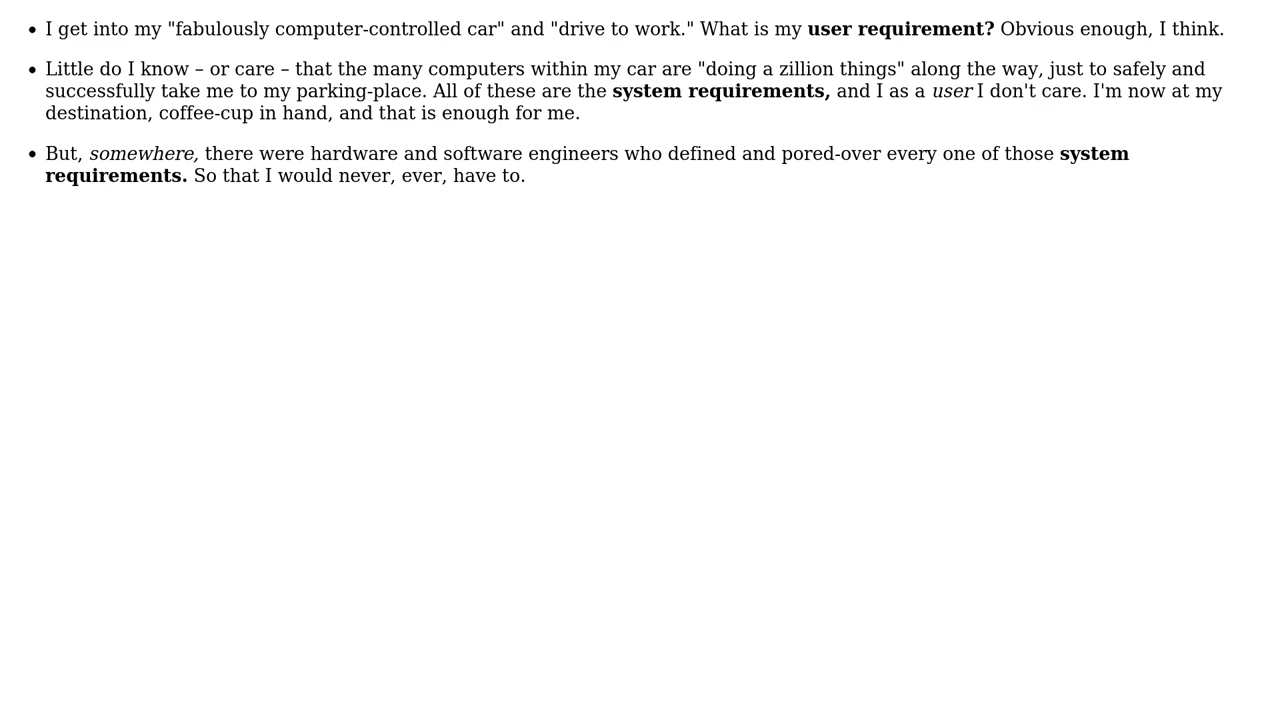 • I get into my "fabulously computer-controlled car" and "drive to work." What is my user requirement? Obvious enough, I think.
• Little do I know – or care – that the many computers within my car are "doing a zillion things" along the way, just to safely and
successfully take me to my parking-place. All of these are the system requirements, and I as a user I don't care. I'm now at my
destination, coffee-cup in hand, and that is enough for me.
• But, somewhere, there were hardware and software engineers who defined and pored-over every one of those system
requirements. So that I would never, ever, have to.